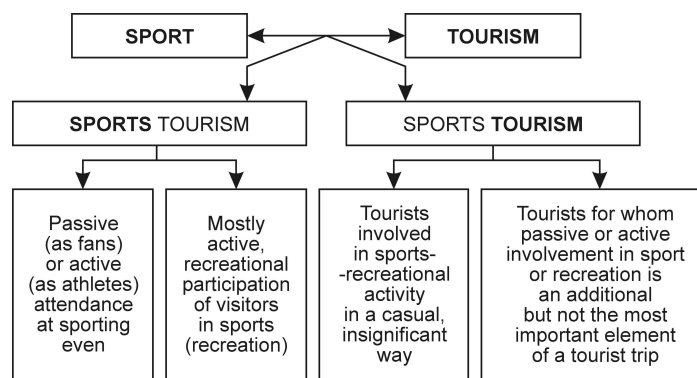 SPORT
TOURISM
SPORTS TOURISM
SPORTS TOURISM
Passive
(as fans)
or active
(as athletes)
attendance
at sporting
even
Mostly
active,
recreational
participation
of visitors
in sports
(recreation)
Tourists
involved
in sports-
-recreational
activity
in a casual,
insignificant
way
Tourists for whom
passive or active
involvement in sport
or recreation is
an additional
but not the most
important element
of a tourist trip